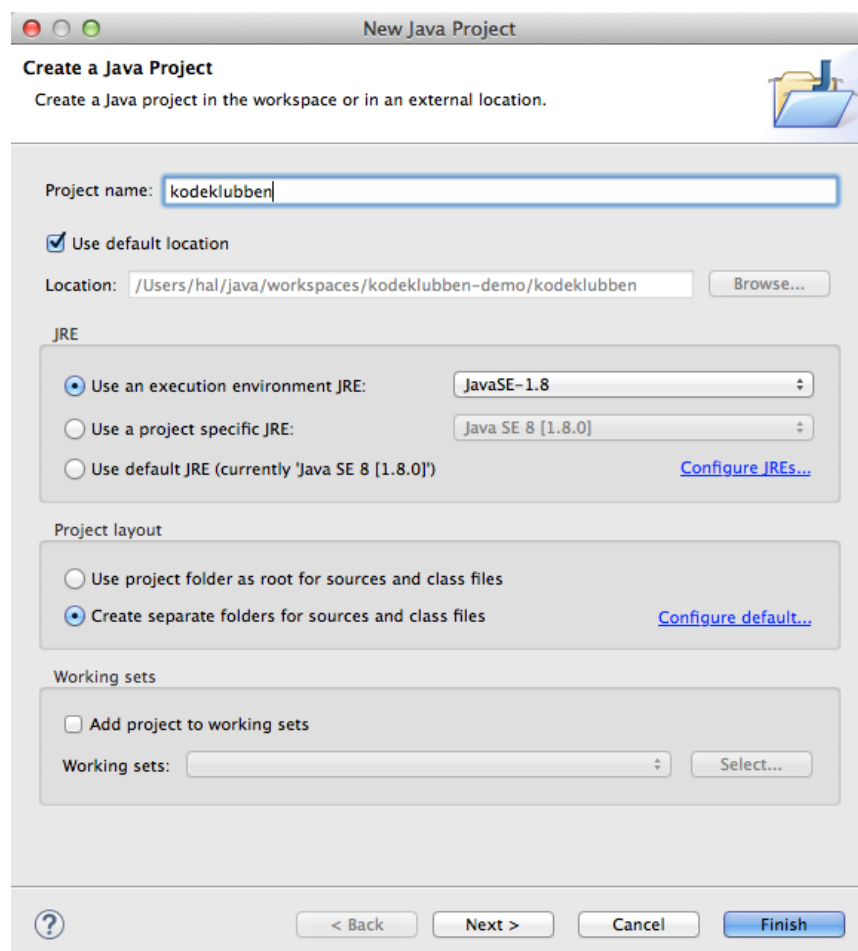 New Java Project
Create a Java Project
Create a Java project in the workspace or in an external location.
Project name: kodeklubben
Use default location
Location: /Users/hal/java/workspaces/kodeklubben-demo/kodeklubben Browse...
JRE
Use an execution environment JRE: JavaSE-1.8
Use a project specific JRE: Java SE 8 [1.8.0]
Use default JRE (currently 'Java SE 8 [1.8.0]') Configure JREs...
Project layout
Use project folder as root for sources and class files
Create separate folders for sources and class files Configure default...
Working sets
Add project to working sets
Working sets: Select...
? < Back Next > Cancel Finish